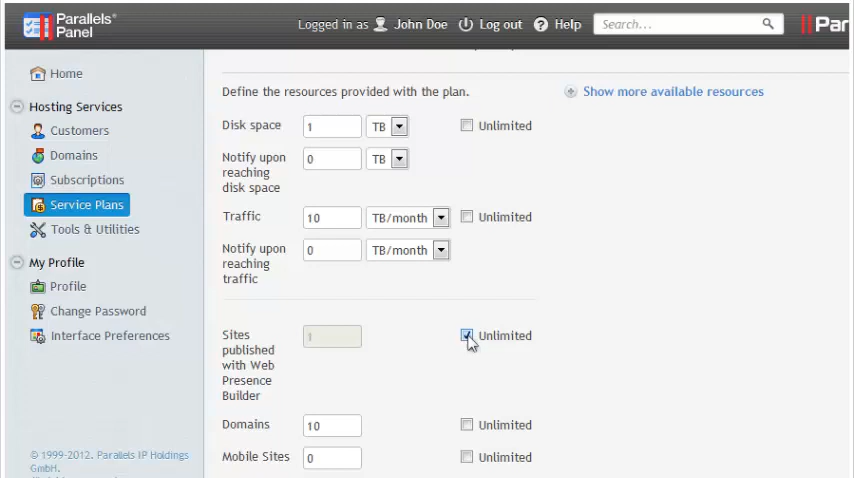 Parallels®
Panel
Logged in as John Doe Log out Help Search... Par
Home
Hosting Services
Customers
Domains
Subscriptions
Service Plans
Tools & Utilities
My Profile
Profile
Change Password
Interface Preferences
© 1999-2012. Parallels IP Holdings
GmbH.
Define the resources provided with the plan.
Show more available resources
Disk space 1 TB Unlimited
Notify upon 0 TB
reaching
disk space
Traffic 10 TB/month Unlimited
Notify upon 0 TB/month
reaching
traffic
Sites 1 Unlimited
published
with Web
Presence
Builder
Domains 10 Unlimited
Mobile Sites 0 Unlimited